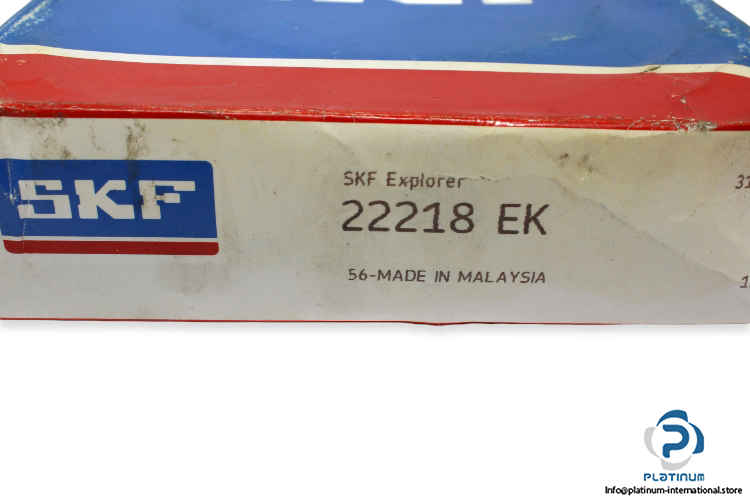 SKF
SKF Explorer
22218 EK
56-MADE IN MALAYSIA
PLATINUM
Info@platinum-international.store